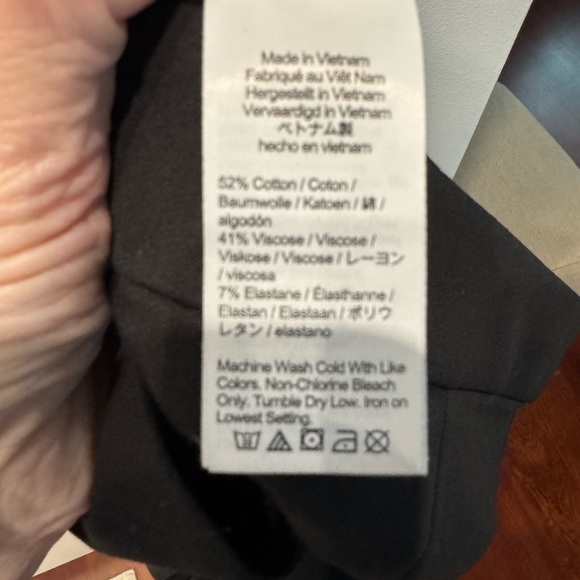 Made in Vietnam
Fabriqué au Viêt Nam
Hergestellt in Vietnam
Vervaardigd in Vietnam
ベトナム製
hecho en vietnam
52% Cotton / Coton /
Baumwolle / Katoen / 綿 /
algodón
41% Viscose / Viscose /
Viskose / Viscose / レーヨン
/ viscosa
7% Elastane / Élasthanne /
Elastan / Elastaan / ポリウ
レタン / elastano
Machine Wash Cold With Like
Colors. Non-Chlorine Bleach
Only. Tumble Dry Low. Iron on
Lowest Setting.